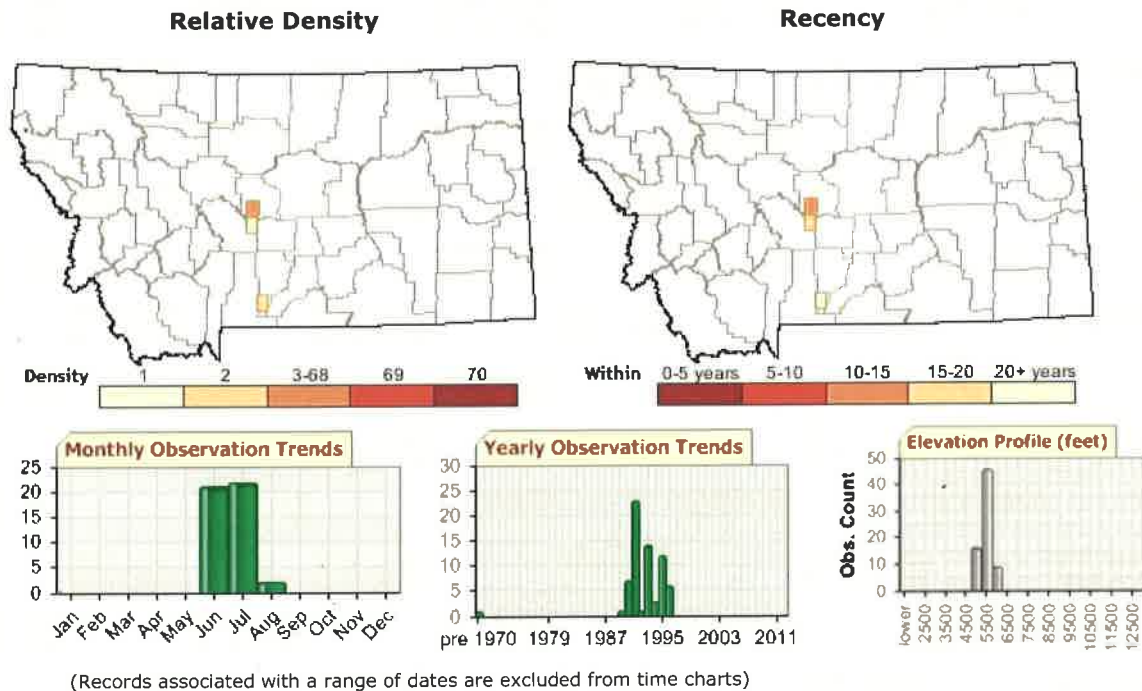 Relative Density
Recency
Density 1 2 3-68 69 70
Within 0-5 years 5-10 10-15 15-20 20+ years
Monthly Observation Trends
25
20
15
10
5
0
Jan Feb Mar Apr May Jun Jul Aug Sep Oct Nov Dec
Yearly Observation Trends
30
25
20
15
10
5
0
pre 1970 1979 1987 1995 2003 2011
Elevation Profile (feet)
Obs. Count
50
40
30
20
10
0
lower 2500 3500 4500 5500 6500 7500 8500 9500 10500 11500 12500
(Records associated with a range of dates are excluded from time charts)